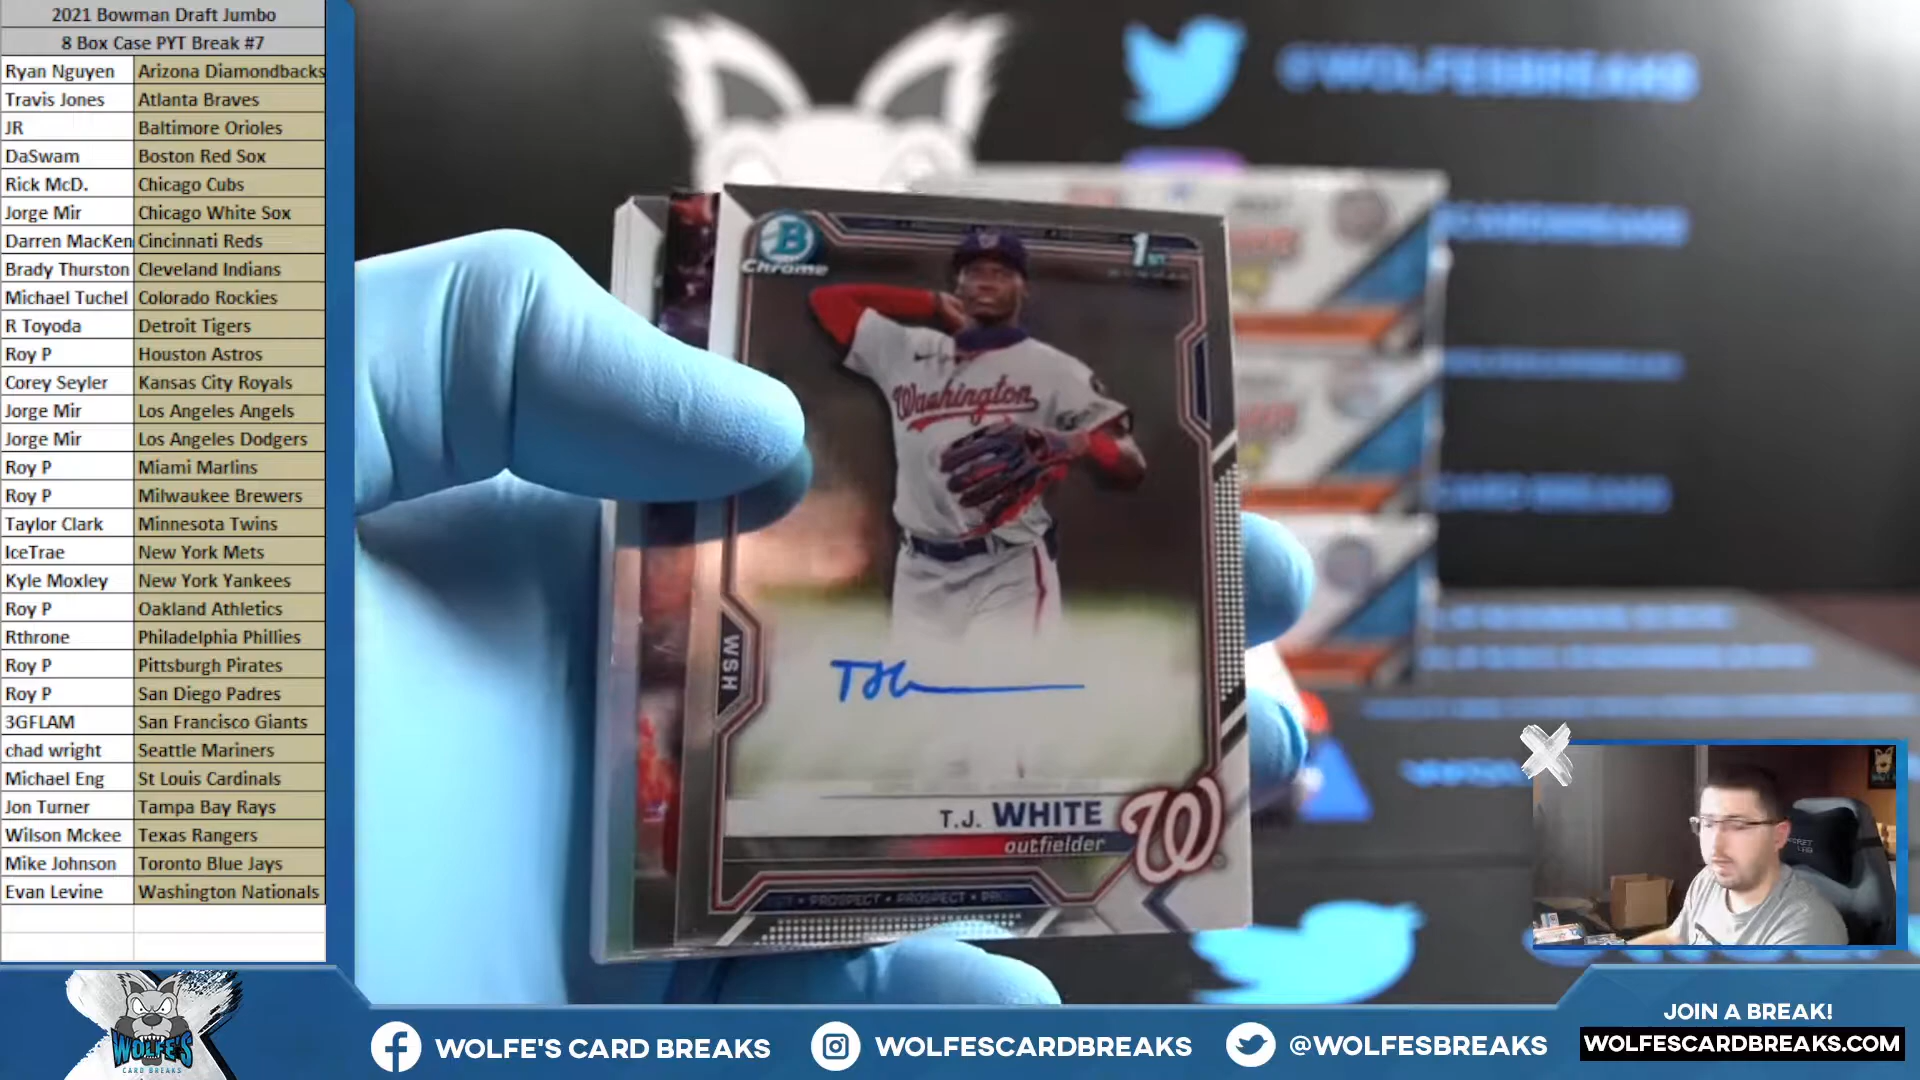 2021 Bowman Draft Jumbo
8 Box Case PYT Break #7
Ryan Nguyen Arizona Diamondbacks
Travis Jones Atlanta Braves
JR Baltimore Orioles
DaSwam Boston Red Sox
Rick McD. Chicago Cubs
Jorge Mir Chicago White Sox
Darren MacKen Cincinnati Reds
Brady Thurston Cleveland Indians
Michael Tuchel Colorado Rockies
R Toyoda Detroit Tigers
Roy P Houston Astros
Corey Seyler Kansas City Royals
Jorge Mir Los Angeles Angels
Jorge Mir Los Angeles Dodgers
Roy P Miami Marlins
Roy P Milwaukee Brewers
Taylor Clark Minnesota Twins
IceTrae New York Mets
Kyle Moxley New York Yankees
Roy P Oakland Athletics
Rthrone Philadelphia Phillies
Roy P Pittsburgh Pirates
Roy P San Diego Padres
3GFLAM San Francisco Giants
chad wright Seattle Mariners
Michael Eng St Louis Cardinals
Jon Turner Tampa Bay Rays
Wilson Mckee Texas Rangers
Mike Johnson Toronto Blue Jays
Evan Levine Washington Nationals
@WOLFESBREAKS
B
Chrome
1ST
Washington
WSH
T.J. WHITE
outfielder
W
PROSPECT • PROSPECT
WOLFE'S
CARD BREAKS
WOLFE'S CARD BREAKS
WOLFESCARDBREAKS
@WOLFESBREAKS
JOIN A BREAK!
WOLFESCARDBREAKS.COM